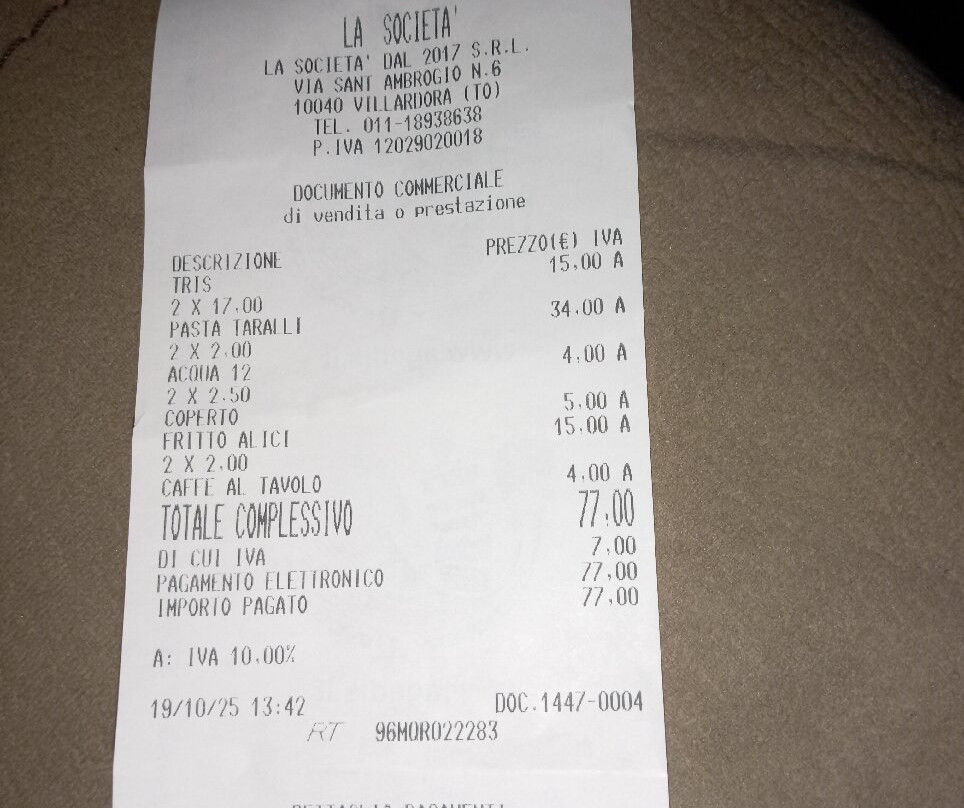 LA SOCIETA'
LA SOCIETA' DAL 2017 S.R.L.
VIA SANT AMBROGIO N.6
10040 VILLARDORA (TO)
TEL. 011-18938638
P.IVA 12029020018
DOCUMENTO COMMERCIALE
di vendita o prestazione
DESCRIZIONE PREZZO(€) IVA
TRIS 15,00 A
2 X 17,00
PASTA TARALLI 34,00 A
2 X 2,00
ACQUA 12 4,00 A
2 X 2,50
COPERTO 5,00 A
FRITTO ALICI 15,00 A
2 X 2,00
CAFFE AL TAVOLO 4,00 A
TOTALE COMPLESSIVO 77,00
DI CUI IVA 7,00
PAGAMENTO ELETTRONICO 77,00
IMPORTO PAGATO 77,00
A: IVA 10,00%
19/10/25 13:42 DOC.1447-0004
RT 96MQR022283
DETTAGLIO PAGAMENTI